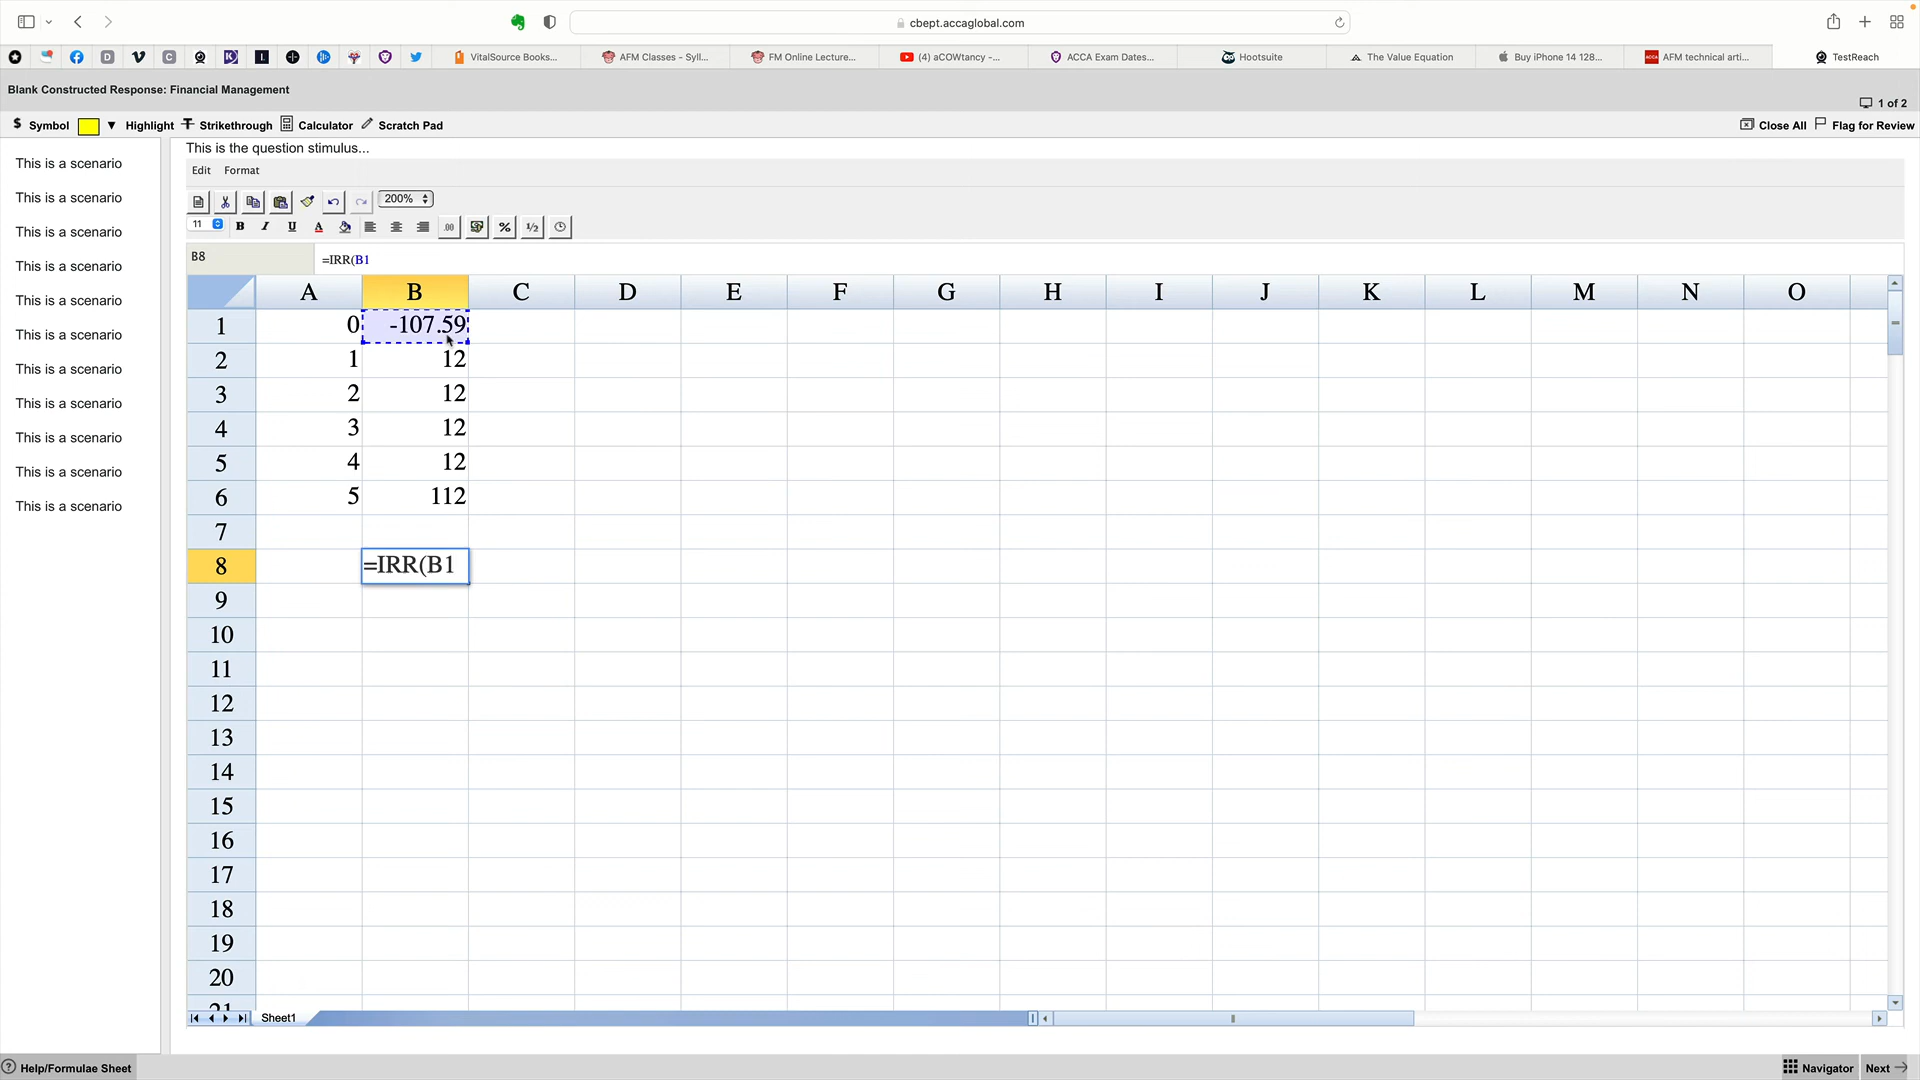 cbept.accaglobal.com
VitalSource Books...
AFM Classes - Syll...
FM Online Lecture...
(4) aCOWtancy -...
ACCA Exam Dates...
Hootsuite
The Value Equation
Buy iPhone 14 128...
AFM technical arti...
TestReach
Blank Constructed Response: Financial Management
1 of 2
$ Symbol Highlight Strikethrough Calculator Scratch Pad
Close All Flag for Review
This is a scenario
This is a scenario
This is a scenario
This is a scenario
This is a scenario
This is a scenario
This is a scenario
This is a scenario
This is a scenario
This is a scenario
This is a scenario
This is the question stimulus...
Edit Format
200%
11 B I U A .00 % 1/2
B8 =IRR(B1
A B C D E F G H I J K L M N O
1 0 -107.59
2 1 12
3 2 12
4 3 12
5 4 12
6 5 112
7
8 =IRR(B1
9
10
11
12
13
14
15
16
17
18
19
20
21
Sheet1
Help/Formulae Sheet
Navigator Next